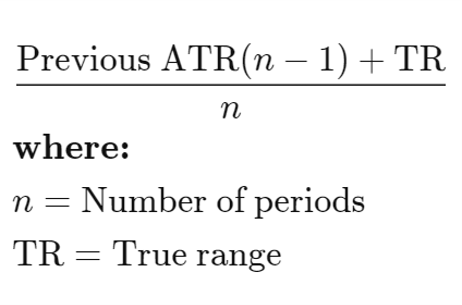 Previous ATR(n − 1) + TR
n
where:
n = Number of periods
TR = True range